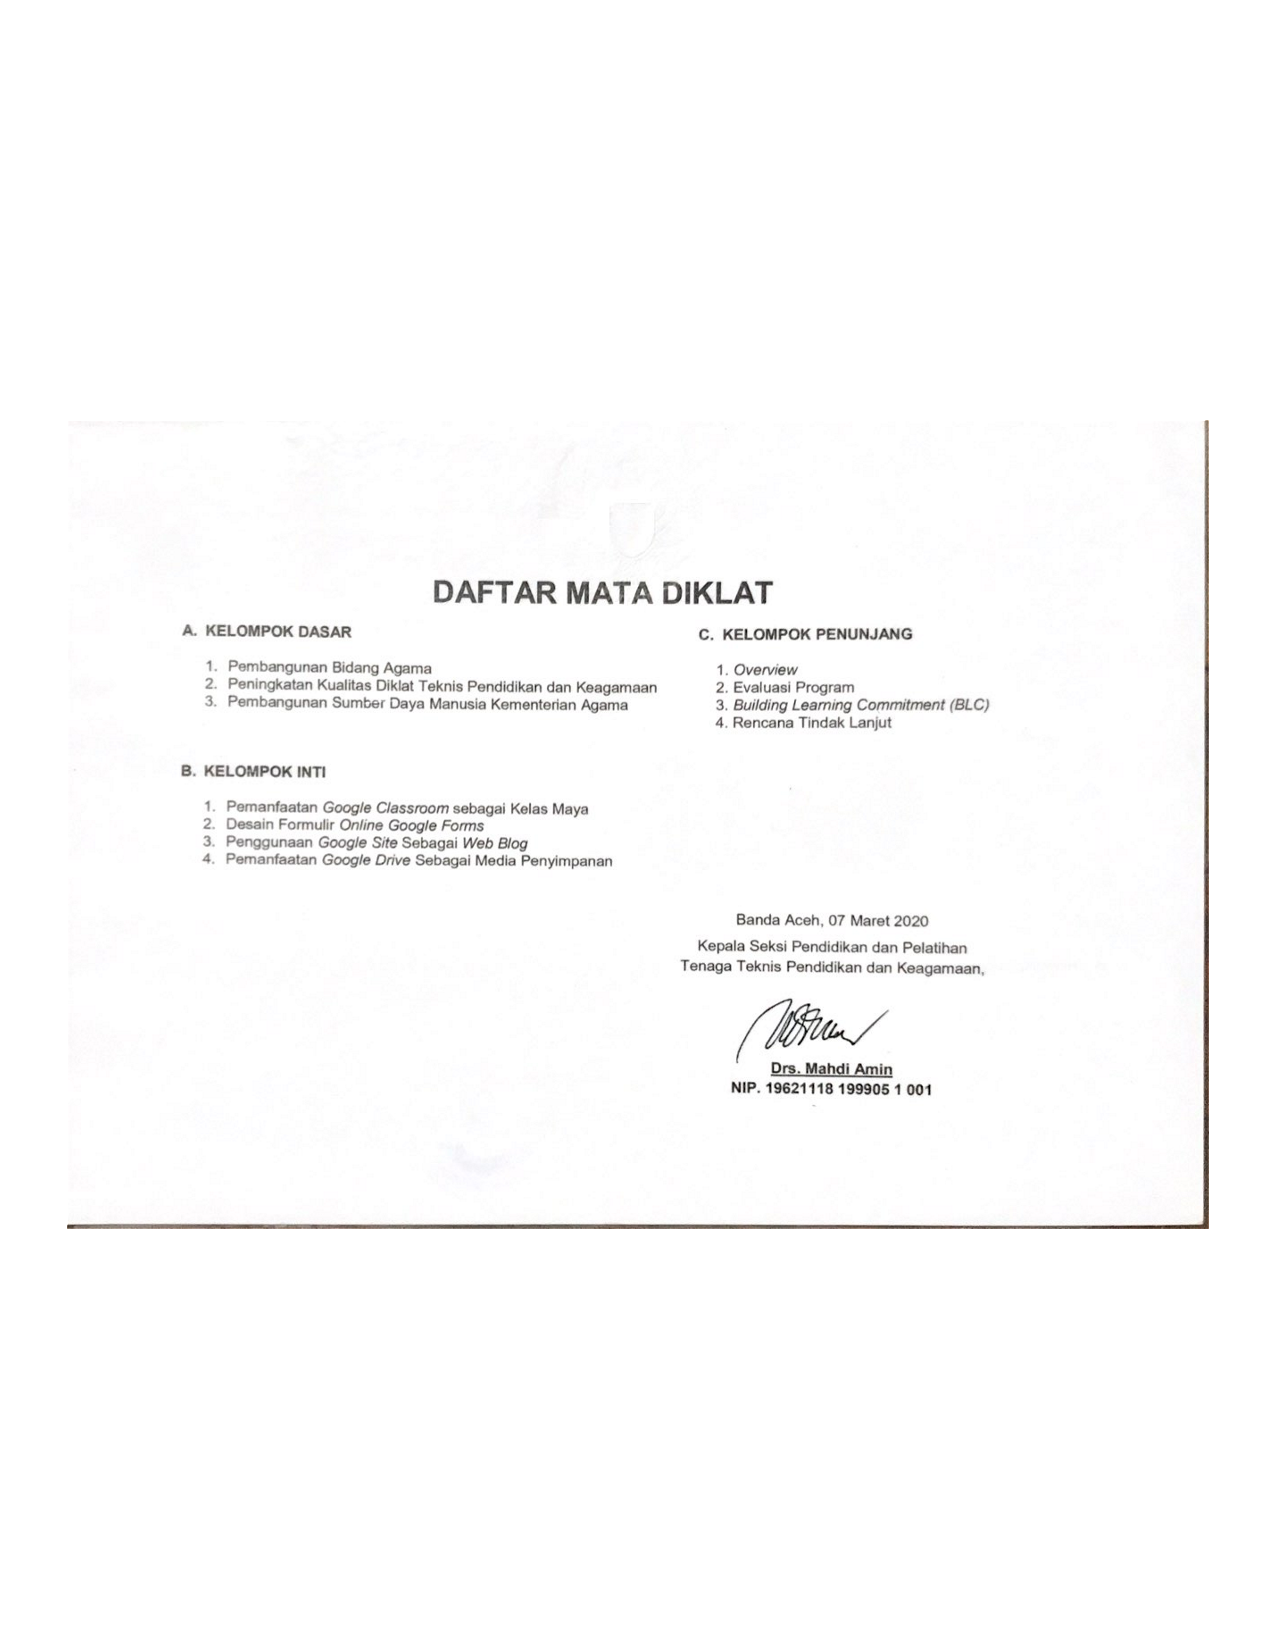 DAFTAR MATA DIKLAT
A. KELOMPOK DASAR
1. Pembangunan Bidang Agama
2. Peningkatan Kualitas Diklat Teknis Pendidikan dan Keagamaan
3. Pembangunan Sumber Daya Manusia Kementerian Agama
B. KELOMPOK INTI
1. Pemanfaatan Google Classroom sebagai Kelas Maya
2. Desain Formulir Online Google Forms
3. Penggunaan Google Site Sebagai Web Blog
4. Pemanfaatan Google Drive Sebagai Media Penyimpanan
C. KELOMPOK PENUNJANG
1. Overview
2. Evaluasi Program
3. Building Learning Commitment (BLC)
4. Rencana Tindak Lanjut
Banda Aceh, 07 Maret 2020
Kepala Seksi Pendidikan dan Pelatihan
Tenaga Teknis Pendidikan dan Keagamaan,
Drs. Mahdi Amin
NIP. 19621118 199905 1 001